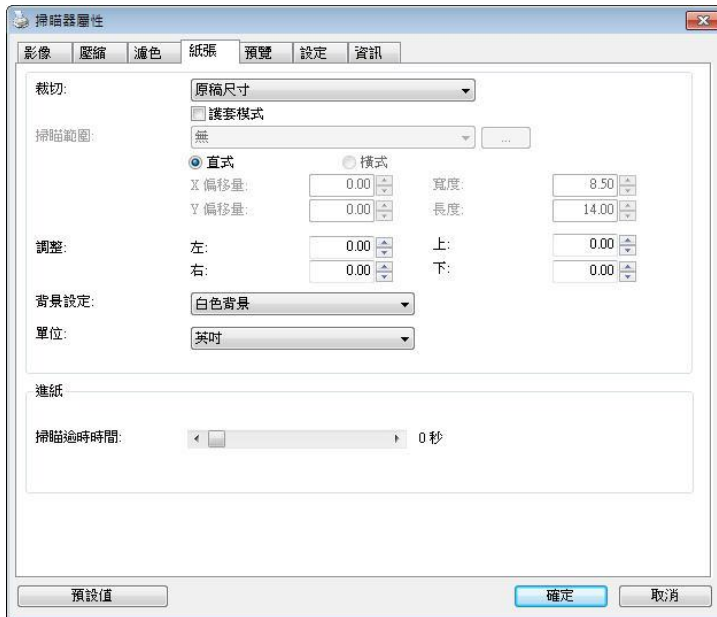 掃瞄器屬性
影像 壓縮 濾色 紙張 預覽 設定 資訊
裁切: 原稿尺寸
護套模式
掃瞄範圍: 無 ...
直式 橫式
X 偏移量: 0.00 寬度: 8.50
Y 偏移量: 0.00 長度: 14.00
調整: 左: 0.00 上: 0.00
右: 0.00 下: 0.00
背景設定: 白色背景
單位: 英吋
進紙
掃瞄逾時時間: 0 秒
預設值 確定 取消